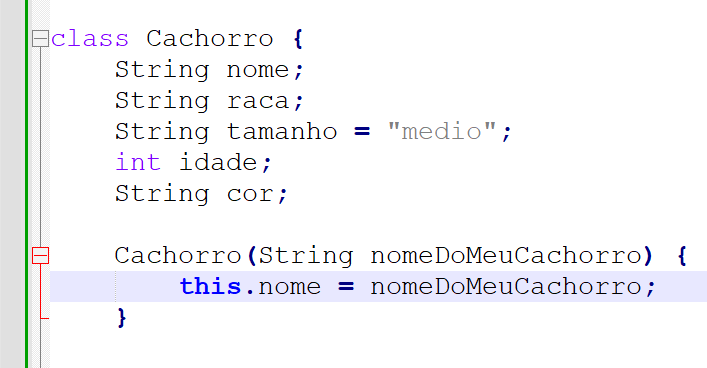 class Cachorro {
String nome;
String raca;
String tamanho = "medio";
int idade;
String cor;
Cachorro(String nomeDoMeuCachorro) {
this.nome = nomeDoMeuCachorro;
}